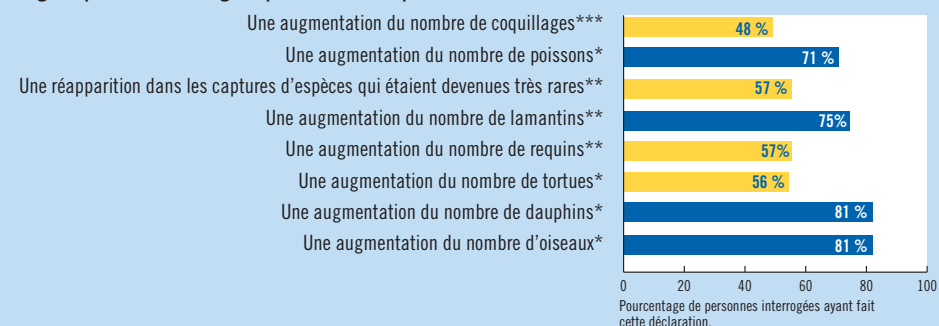 Une augmentation du nombre de coquillages*** 48 %
Une augmentation du nombre de poissons* 71 %
Une réapparition dans les captures d’espèces qui étaient devenues très rares** 57 %
Une augmentation du nombre de lamantins** 75%
Une augmentation du nombre de requins** 57%
Une augmentation du nombre de tortues* 56 %
Une augmentation du nombre de dauphins* 81 %
Une augmentation du nombre d’oiseaux* 81 %
0 20 40 60 80 100
Pourcentage de personnes interrogées ayant fait
cette déclaration.